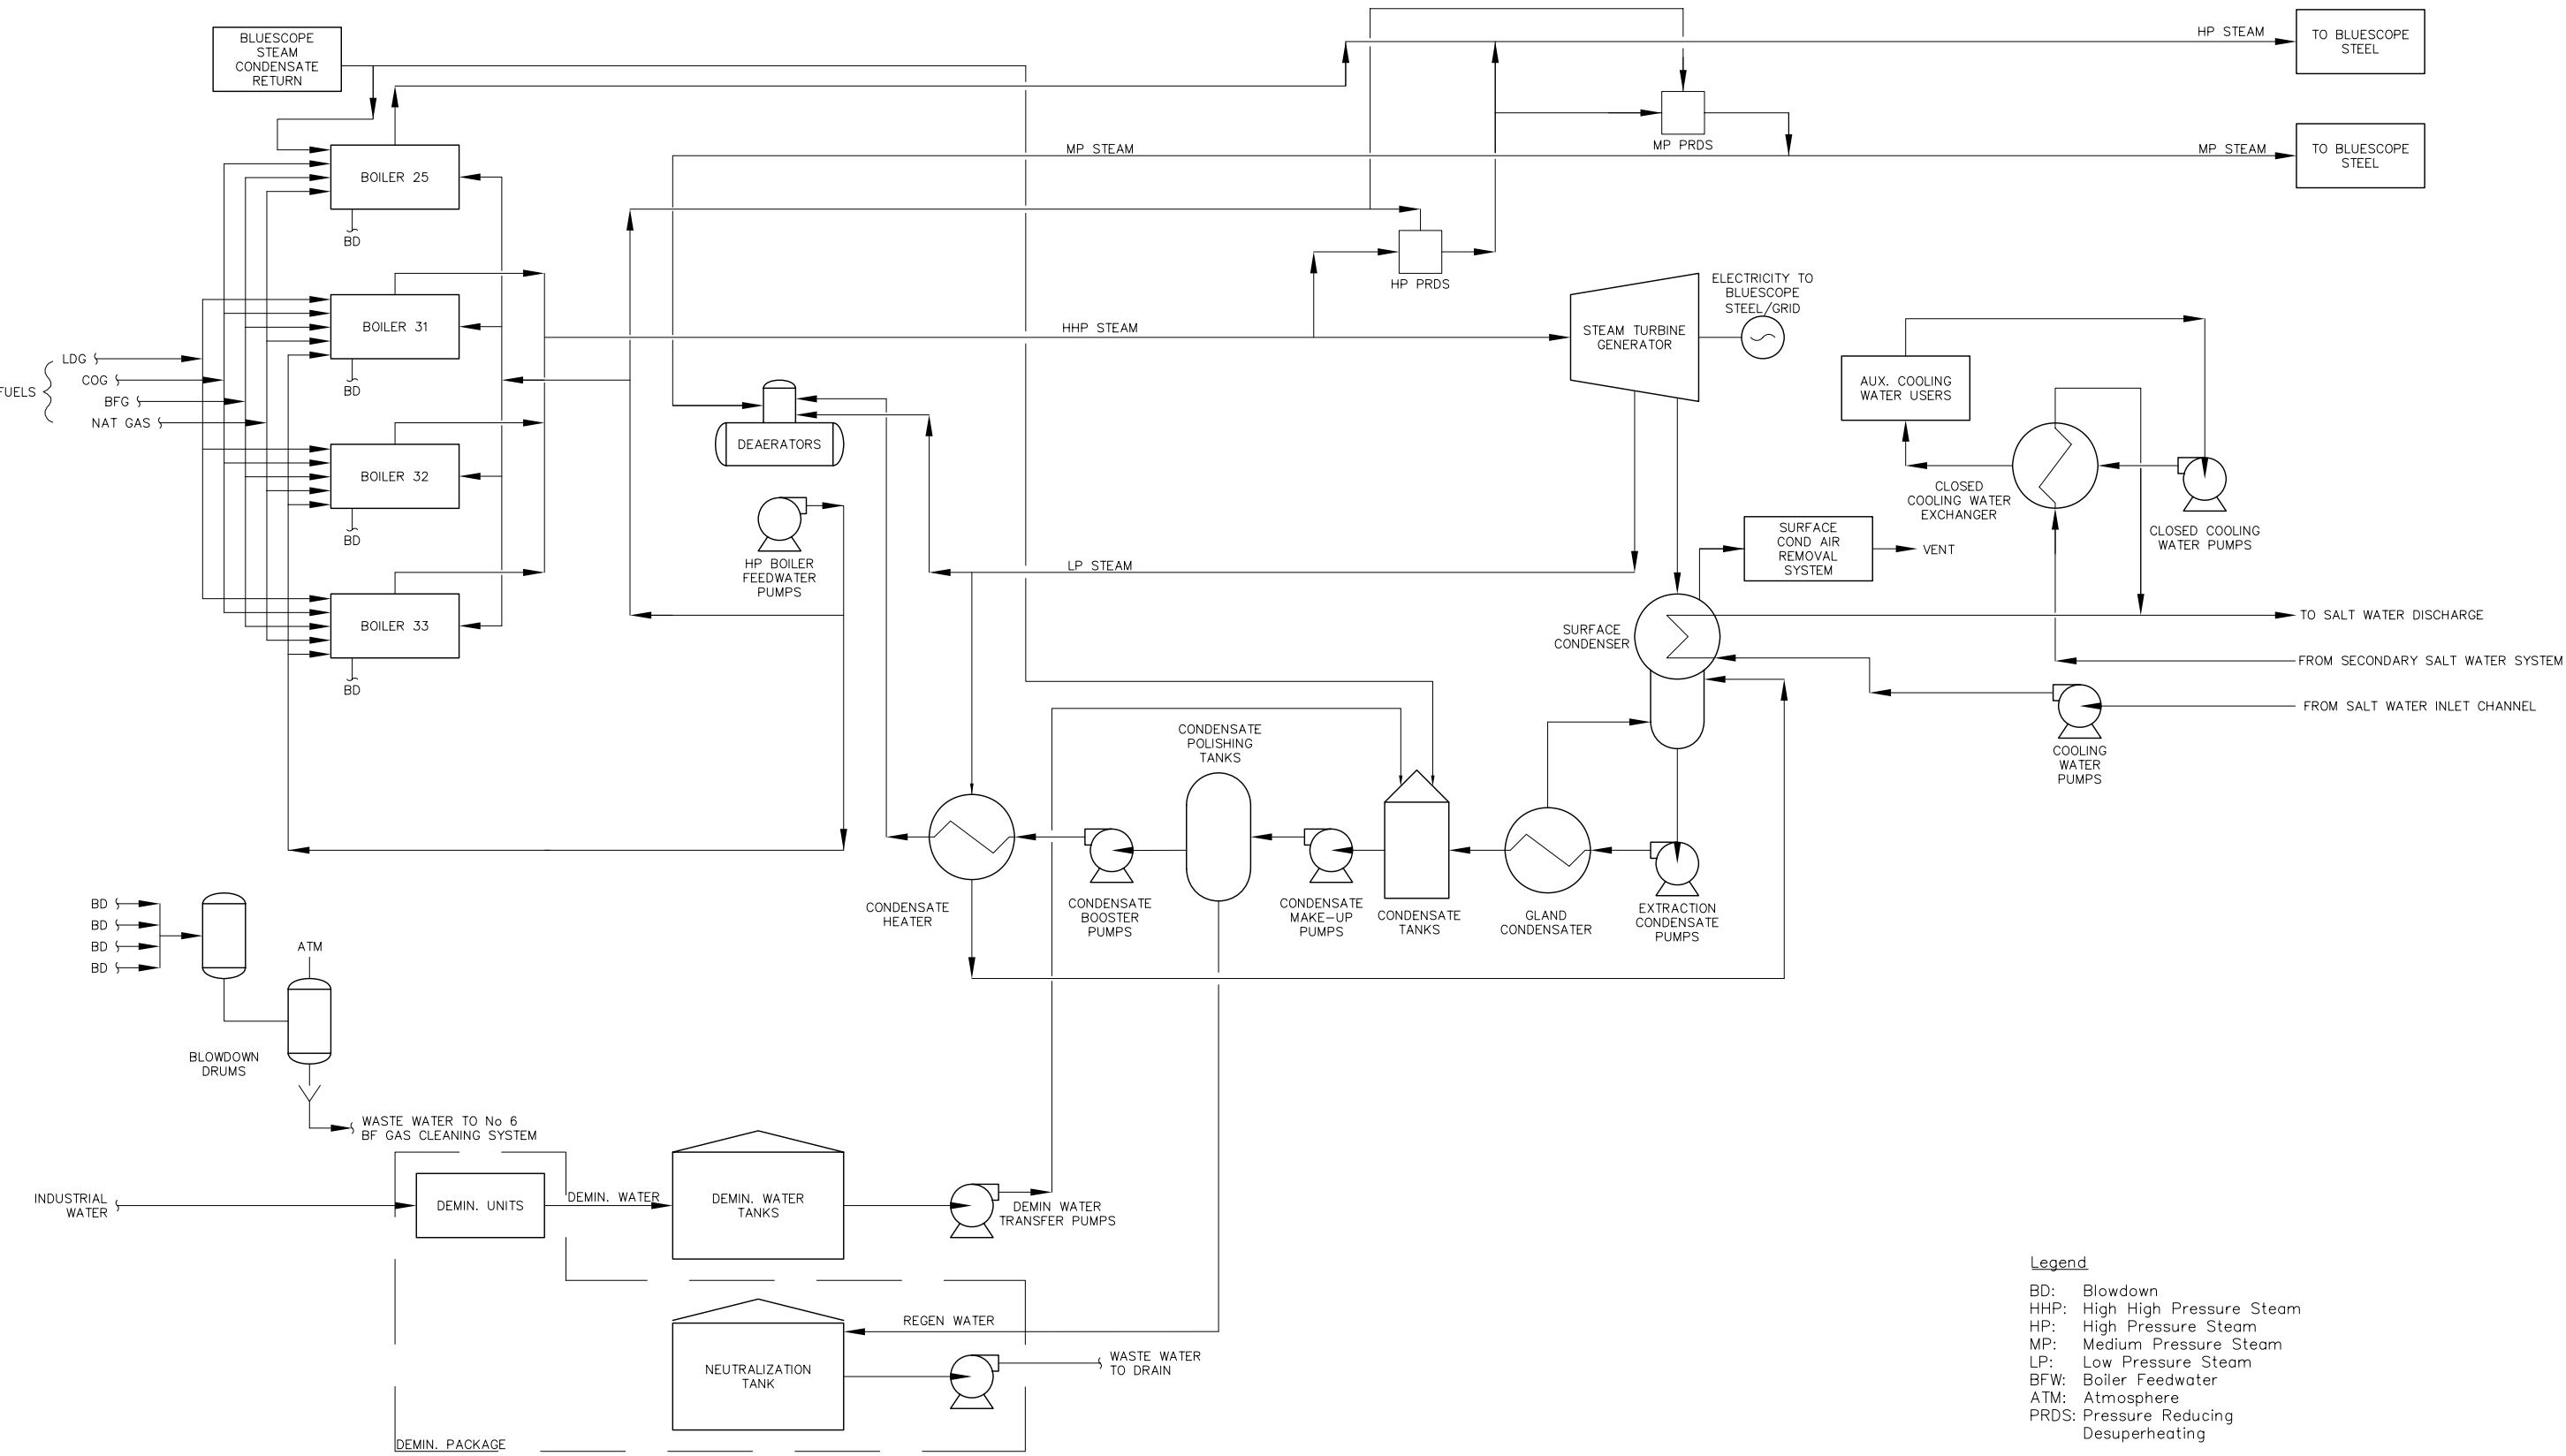 BLUESCOPE
STEAM
CONDENSATE
RETURN
HP STEAM
TO BLUESCOPE
STEEL
MP PRDS
MP STEAM
MP STEAM
TO BLUESCOPE
STEEL
BOILER 25
BD
HP PRDS
ELECTRICITY TO
BLUESCOPE
STEEL/GRID
BOILER 31
BD
HHP STEAM
STEAM TURBINE
GENERATOR
FUELS
LDG
COG
BFG
NAT GAS
AUX. COOLING
WATER USERS
DEAERATORS
BOILER 32
BD
CLOSED
COOLING WATER
EXCHANGER
CLOSED COOLING
WATER PUMPS
HP BOILER
FEEDWATER
PUMPS
SURFACE
COND AIR
REMOVAL
SYSTEM
VENT
LP STEAM
BOILER 33
BD
SURFACE
CONDENSER
TO SALT WATER DISCHARGE
FROM SECONDARY SALT WATER SYSTEM
FROM SALT WATER INLET CHANNEL
COOLING
WATER
PUMPS
CONDENSATE
POLISHING
TANKS
CONDENSATE
HEATER
CONDENSATE
BOOSTER
PUMPS
CONDENSATE
MAKE-UP
PUMPS
CONDENSATE
TANKS
GLAND
CONDENSATER
EXTRACTION
CONDENSATE
PUMPS
BD
BD
BD
BD
ATM
BLOWDOWN
DRUMS
WASTE WATER TO No 6
BF GAS CLEANING SYSTEM
INDUSTRIAL
WATER
DEMIN. UNITS
DEMIN. WATER
DEMIN. WATER
TANKS
DEMIN WATER
TRANSFER PUMPS
REGEN WATER
NEUTRALIZATION
TANK
WASTE WATER
TO DRAIN
DEMIN. PACKAGE
Legend
BD: Blowdown
HHP: High High Pressure Steam
HP: High Pressure Steam
MP: Medium Pressure Steam
LP: Low Pressure Steam
BFW: Boiler Feedwater
ATM: Atmosphere
PRDS: Pressure Reducing
Desuperheating